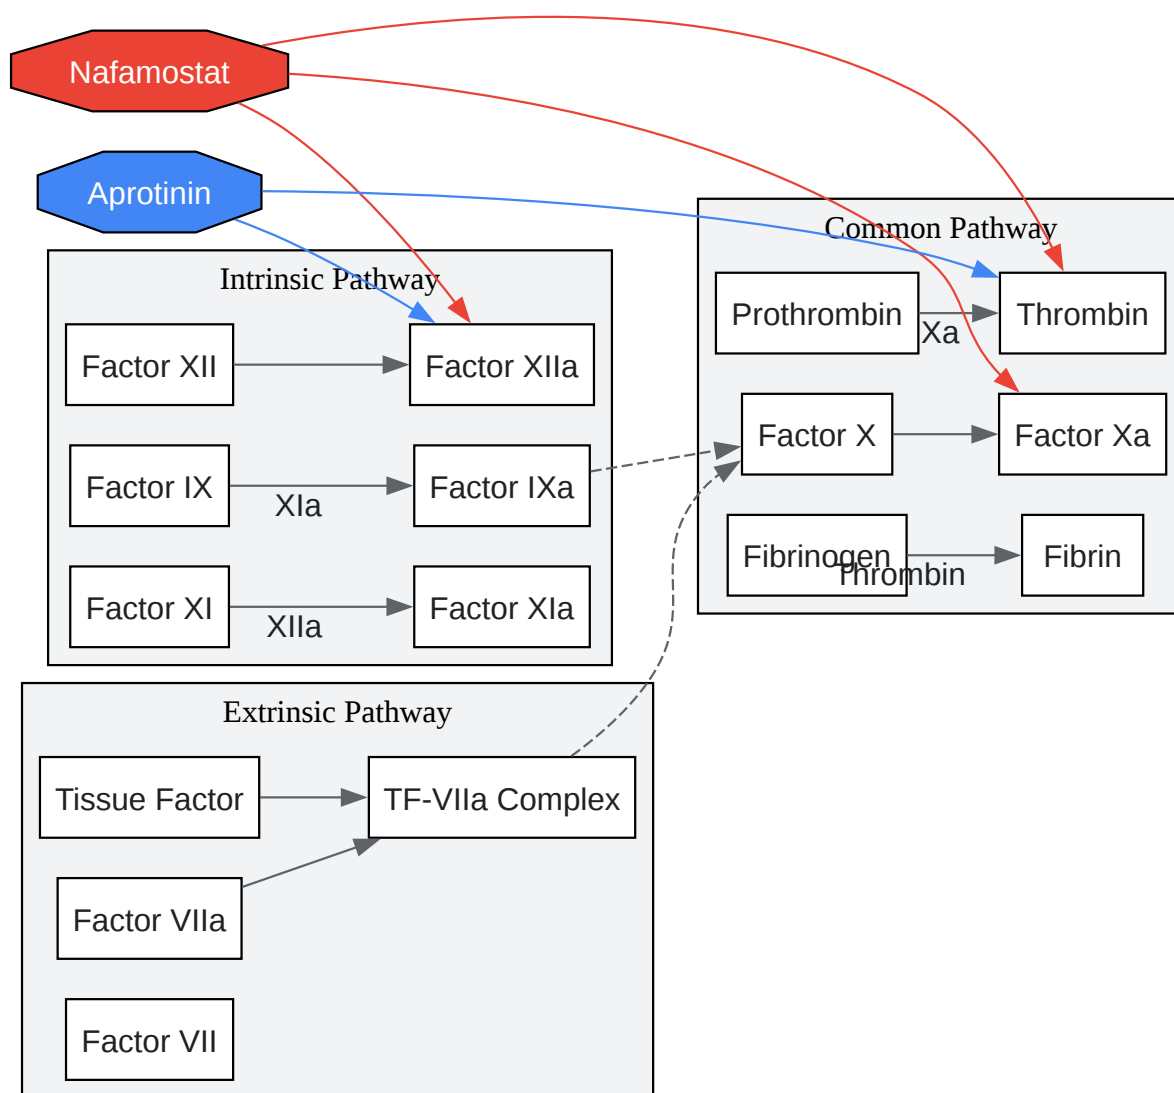 Nafamostat
Aprotinin
Intrinsic Pathway
Factor XII
Factor XIIa
Factor IX
XIa
Factor IXa
Factor XI
XIIa
Factor XIa
Common Pathway
Prothrombin
Xa
Thrombin
Factor X
Factor Xa
Fibrinogen
Thrombin
Fibrin
Extrinsic Pathway
Tissue Factor
TF-VIIa Complex
Factor VIIa
Factor VII